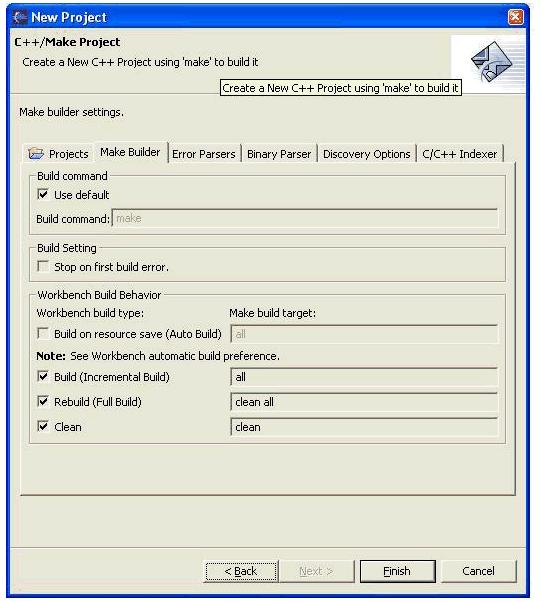 New Project
C++/Make Project
Create a New C++ Project using 'make' to build it
Create a New C++ Project using 'make' to build it
Make builder settings.
Projects Make Builder Error Parsers Binary Parser Discovery Options C/C++ Indexer
Build command
Use default
Build command: make
Build Setting
Stop on first build error.
Workbench Build Behavior
Workbench build type: Make build target:
Build on resource save (Auto Build) all
Note: See Workbench automatic build preference.
Build (Incremental Build) all
Rebuild (Full Build) clean all
Clean clean
< Back Next > Finish Cancel